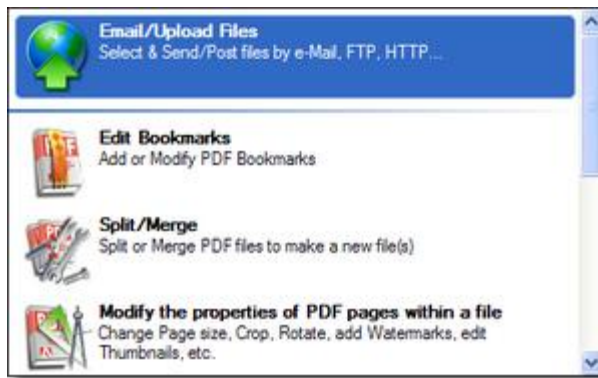 Email/Upload Files
Select & Send/Post files by e-Mail, FTP, HTTP...
Edit Bookmarks
Add or Modify PDF Bookmarks
Split/Merge
Split or Merge PDF files to make a new file(s)
Modify the properties of PDF pages within a file
Change Page size, Crop, Rotate, add Watermarks, edit
Thumbnails, etc.